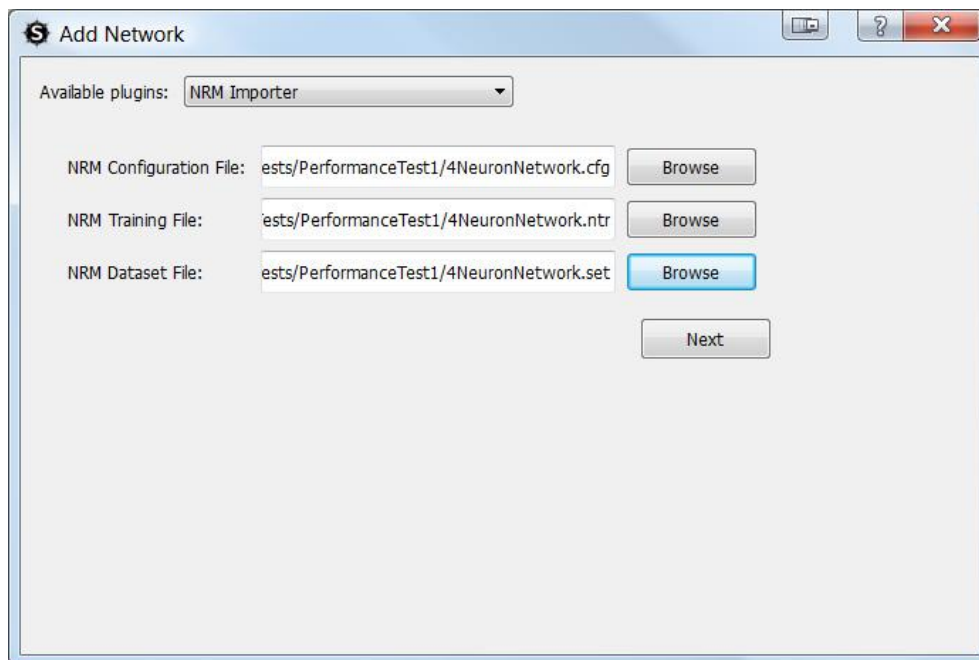 S Add Network
Available plugins: NRM Importer
NRM Configuration File: ests/PerformanceTest1/4NeuronNetwork.cfg Browse
NRM Training File: ests/PerformanceTest1/4NeuronNetwork.ntr Browse
NRM Dataset File: ests/PerformanceTest1/4NeuronNetwork.set Browse
Next